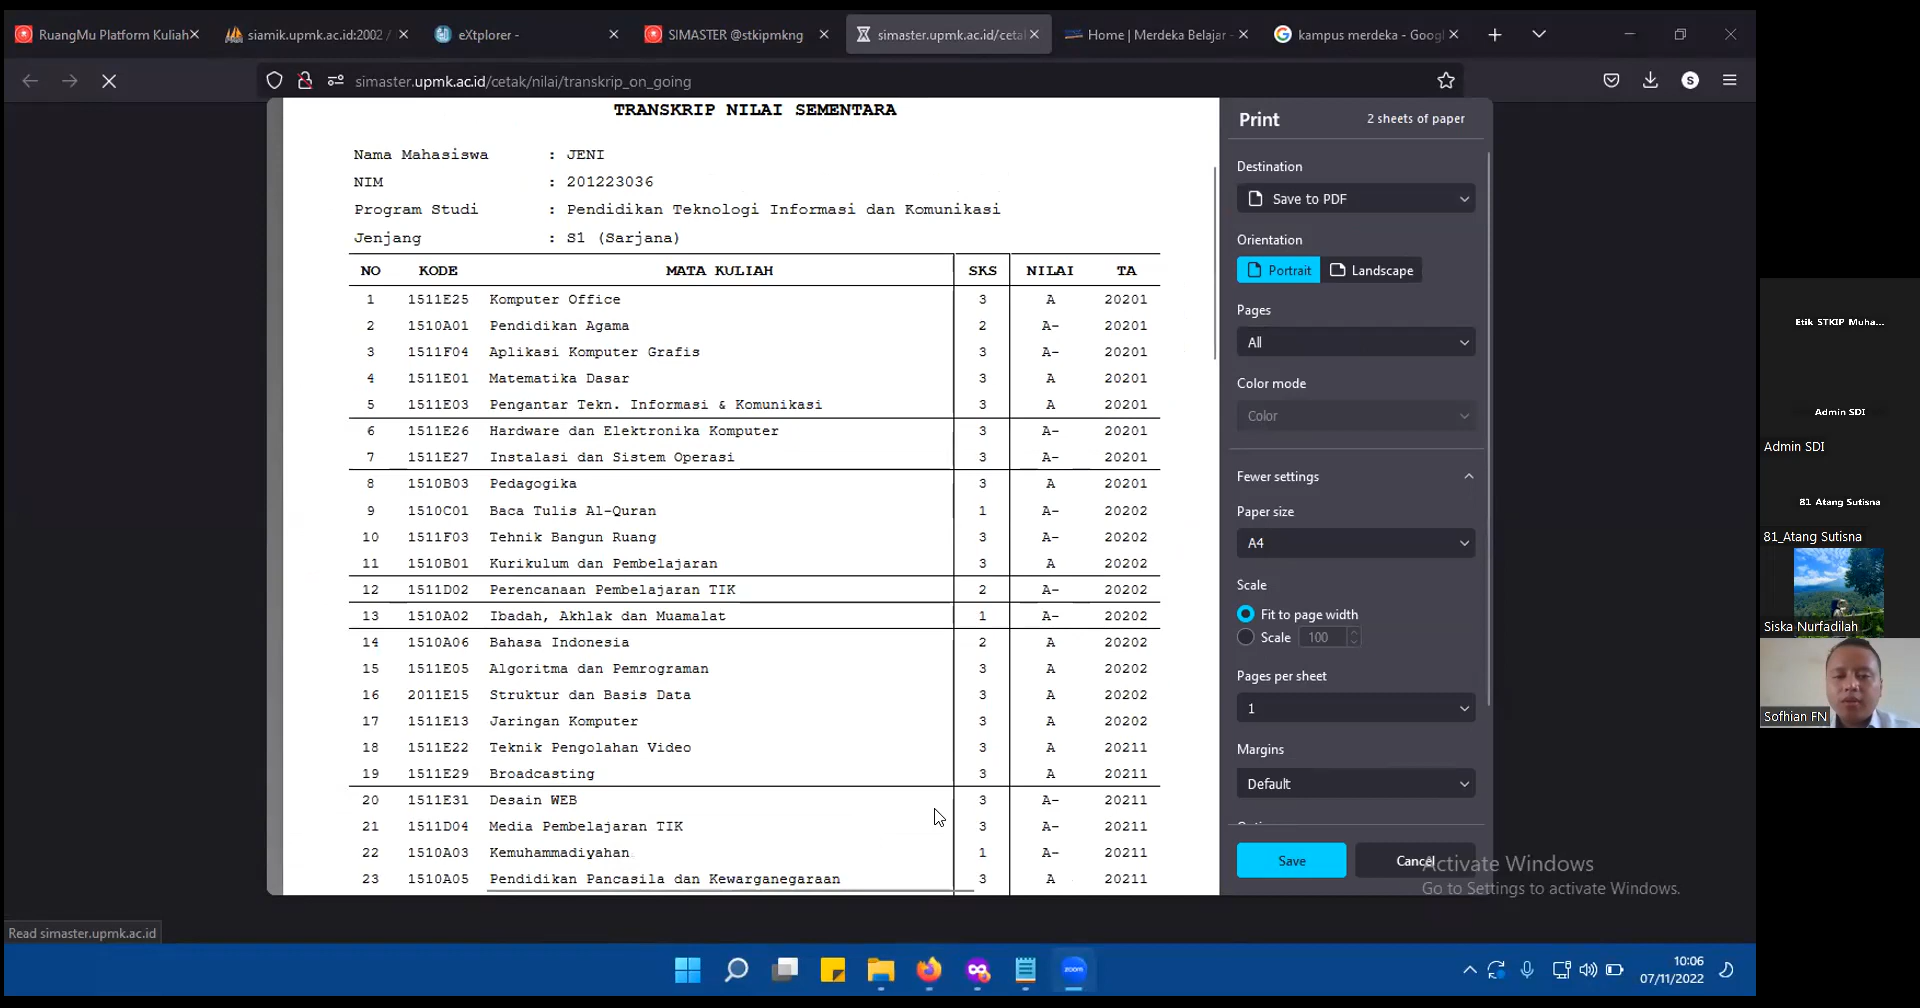 RuangMu Platform Kuliah
siamik.upmk.ac.id:2002 /
eXtplorer -
SIMASTER @stkipmkng
simaster.upmk.ac.id/ceta
Home | Merdeka Belajar -
kampus merdeka - Googl
simaster.upmk.ac.id/cetak/nilai/transkrip_on_going
S
TRANSKRIP NILAI SEMENTARA
Nama Mahasiswa : JENI
NIM : 201223036
Program Studi : Pendidikan Teknologi Informasi dan Komunikasi
Jenjang : S1 (Sarjana)
NO KODE MATA KULIAH SKS NILAI TA
1 1511E25 Komputer Office 3 A 20201
2 1510A01 Pendidikan Agama 2 A- 20201
3 1511F04 Aplikasi Komputer Grafis 3 A- 20201
4 1511E01 Matematika Dasar 3 A 20201
5 1511E03 Pengantar Tekn. Informasi & Komunikasi 3 A 20201
6 1511E26 Hardware dan Elektronika Komputer 3 A- 20201
7 1511E27 Instalasi dan Sistem Operasi 3 A- 20201
8 1510B03 Pedagogika 3 A 20201
9 1510C01 Baca Tulis Al-Quran 1 A- 20202
10 1511F03 Tehnik Bangun Ruang 3 A- 20202
11 1510B01 Kurikulum dan Pembelajaran 3 A 20202
12 1511D02 Perencanaan Pembelajaran TIK 2 A- 20202
13 1510A02 Ibadah, Akhlak dan Muamalat 1 A- 20202
14 1510A06 Bahasa Indonesia 2 A 20202
15 1511E05 Algoritma dan Pemrograman 3 A 20202
16 2011E15 Struktur dan Basis Data 3 A 20202
17 1511E13 Jaringan Komputer 3 A 20202
18 1511E22 Teknik Pengolahan Video 3 A 20211
19 1511E29 Broadcasting 3 A 20211
20 1511E31 Desain WEB 3 A- 20211
21 1511D04 Media Pembelajaran TIK 3 A- 20211
22 1510A03 Kemuhammadiyahan 1 A- 20211
23 1510A05 Pendidikan Pancasila dan Kewarganegaraan 3 A 20211
Print 2 sheets of paper
Destination
Save to PDF
Orientation
Portrait Landscape
Pages
All
Color mode
Color
Fewer settings
Paper size
A4
Scale
Fit to page width
Scale 100
Pages per sheet
1
Margins
Default
Save Cancel
Activate Windows
Go to Settings to activate Windows.
Etik STKIP Muha...
Admin SDI
Admin SDI
81 Atang Sutisna
81_Atang Sutisna
Siska Nurfadilah
Sofhian FN
Read simaster.upmk.ac.id
zoom
10:06
07/11/2022